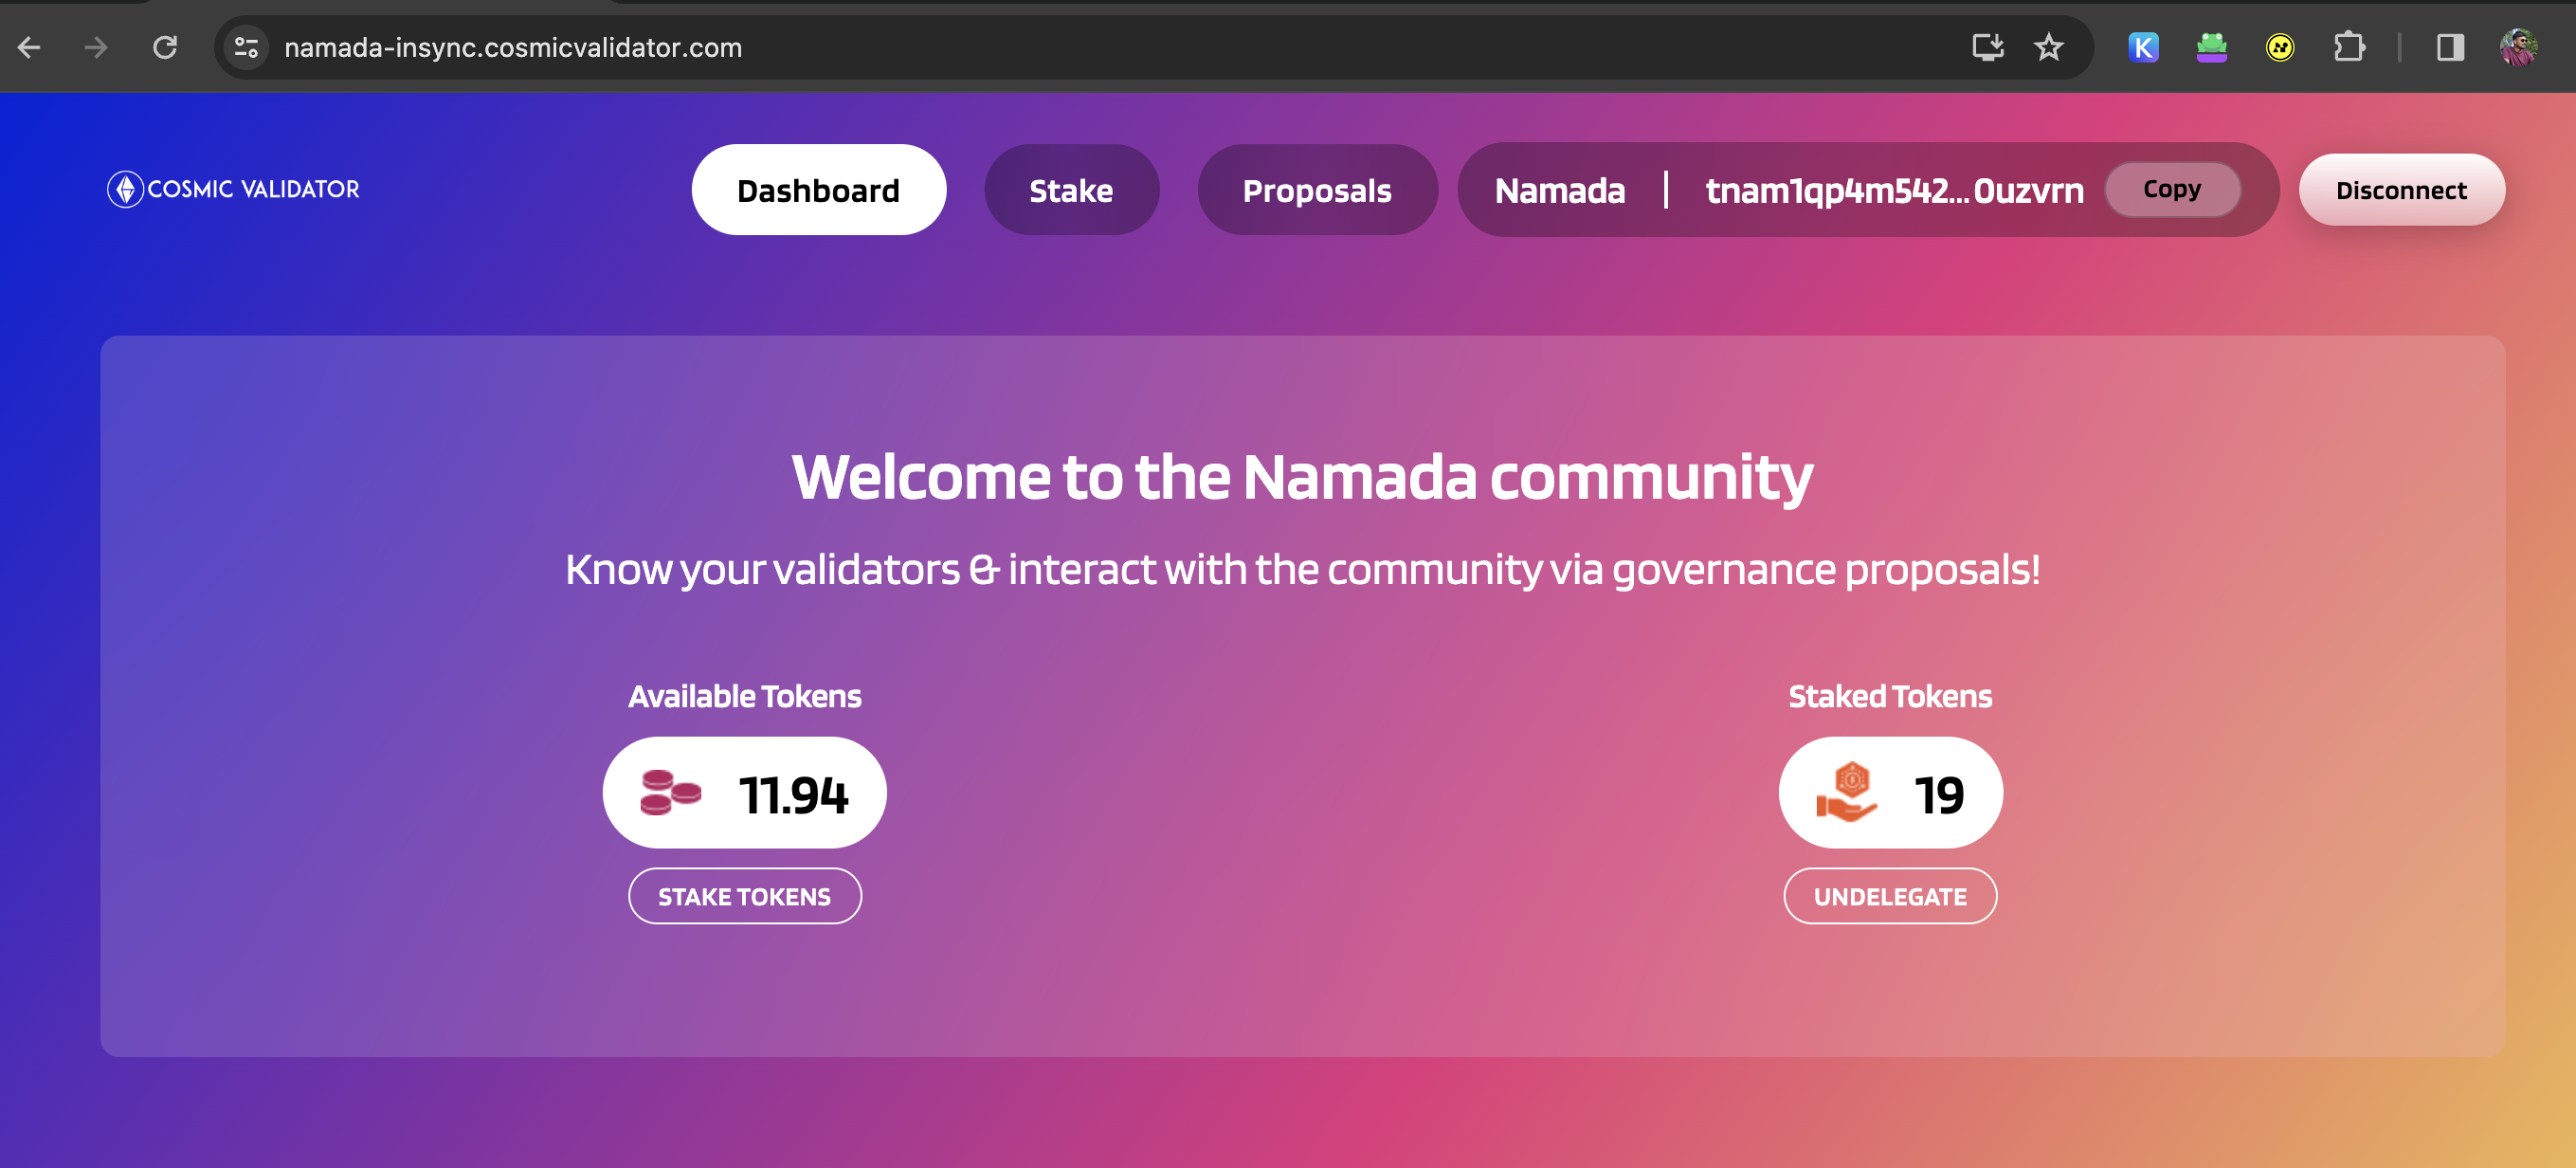 namada-insync.cosmicvalidator.com
K
COSMIC VALIDATOR
Dashboard
Stake
Proposals
Namada | tnam1qp4m542...0uzvrn
Copy
Disconnect
Welcome to the Namada community
Know your validators & interact with the community via governance proposals!
Available Tokens
Staked Tokens
11.94
19
STAKE TOKENS
UNDELEGATE